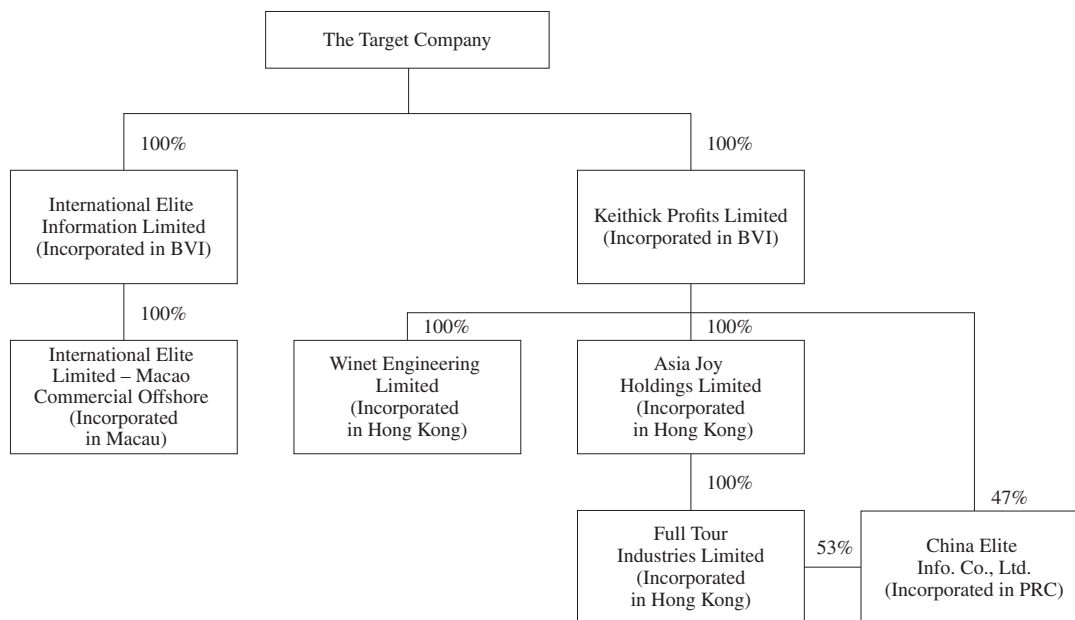 The Target Company
100%
100%
International Elite
Information Limited
(Incorporated in BVI)
Keithick Profits Limited
(Incorporated in BVI)
100%
100%
100%
International Elite
Limited – Macao
Commercial Offshore
(Incorporated
in Macau)
Winet Engineering
Limited
(Incorporated
in Hong Kong)
Asia Joy
Holdings Limited
(Incorporated
in Hong Kong)
100%
47%
Full Tour
Industries Limited
(Incorporated
in Hong Kong)
53%
China Elite
Info. Co., Ltd.
(Incorporated in PRC)